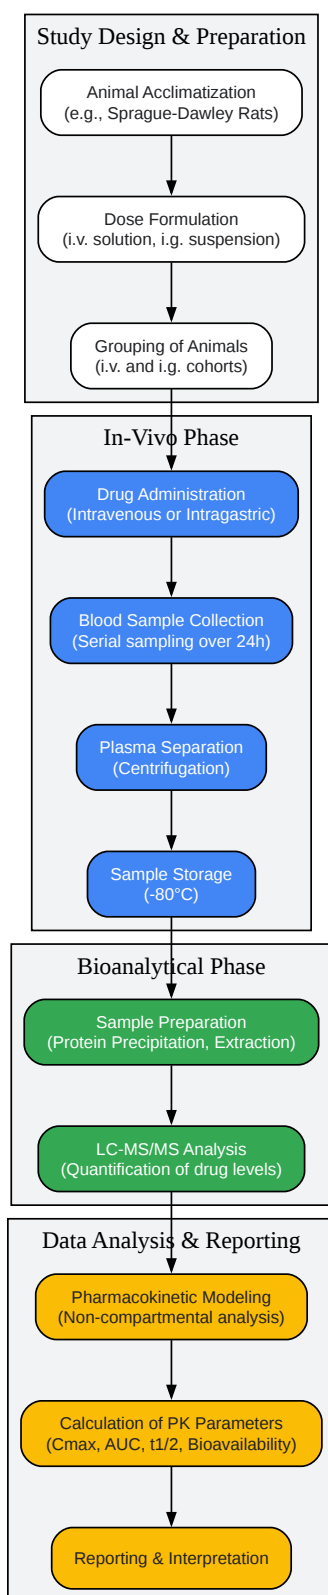 Study Design & Preparation
Animal Acclimatization
(e.g., Sprague-Dawley Rats)
Dose Formulation
(i.v. solution, i.g. suspension)
Grouping of Animals
(i.v. and i.g. cohorts)
In-Vivo Phase
Drug Administration
(Intravenous or Intragastric)
Blood Sample Collection
(Serial sampling over 24h)
Plasma Separation
(Centrifugation)
Sample Storage
(-80°C)
Bioanalytical Phase
Sample Preparation
(Protein Precipitation, Extraction)
LC-MS/MS Analysis
(Quantification of drug levels)
Data Analysis & Reporting
Pharmacokinetic Modeling
(Non-compartmental analysis)
Calculation of PK Parameters
(Cmax, AUC, t1/2, Bioavailability)
Reporting & Interpretation